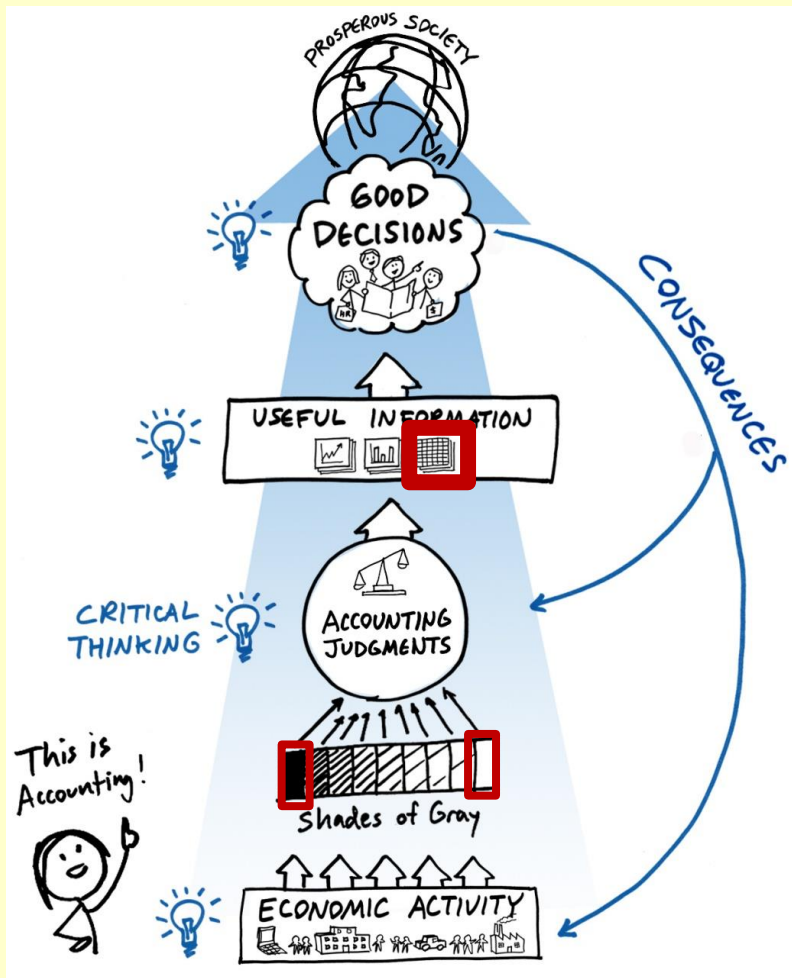 PROSPEROUS SOCIETY
GOOD
DECISIONS
HR
$
CONSEQUENCES
USEFUL INFORMATION
CRITICAL
THINKING
ACCOUNTING
JUDGMENTS
Shades of Gray
This is
Accounting!
ECONOMIC ACTIVITY